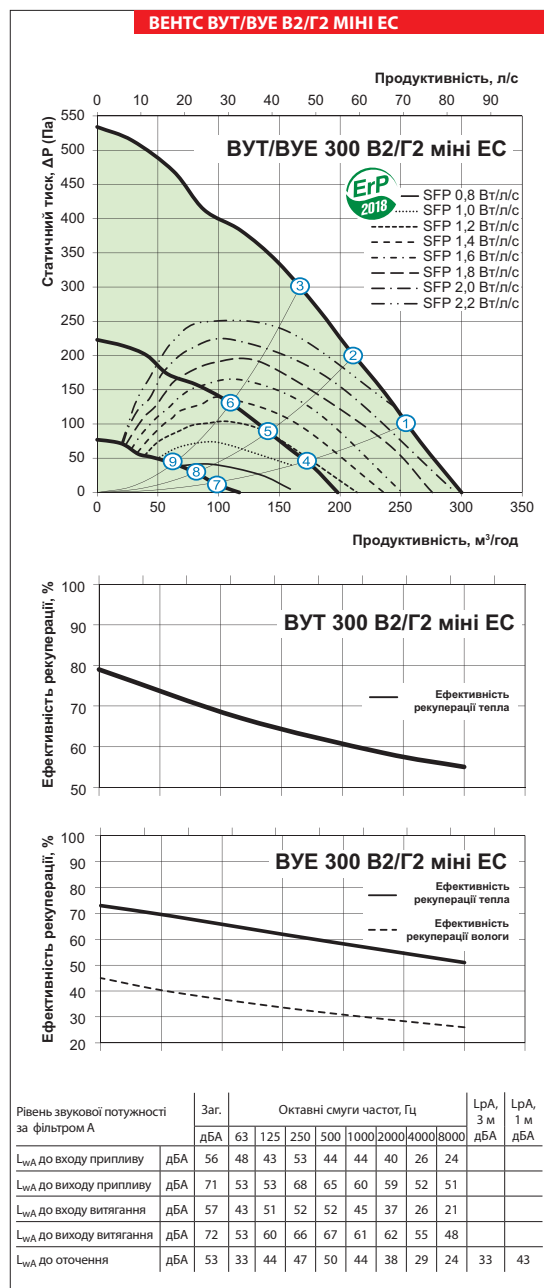 ВЕНТС ВУТ/ВУЕ В2/Г2 МІНІ ЕС
Продуктивність, л/с
0 10 20 30 40 50 60 70 80 90
ВУТ/ВУЕ 300 В2/Г2 міні ЕС
Статичний тиск, ΔP (Па)
550
500
450
400
350
300
250
200
150
100
50
0
ErP
2018
SFP 0,8 Вт/л/с
SFP 1,0 Вт/л/с
SFP 1,2 Вт/л/с
SFP 1,4 Вт/л/с
SFP 1,6 Вт/л/с
SFP 1,8 Вт/л/с
SFP 2,0 Вт/л/с
SFP 2,2 Вт/л/с
3
2
1
6
5
4
9
8
7
0 50 100 150 200 250 300 350
Продуктивність, м³/год
ВУТ 300 В2/Г2 міні ЕС
Ефективність рекуперації, %
100
90
80
70
60
50
Ефективність
рекуперації тепла
ВУЕ 300 В2/Г2 міні ЕС
Ефективність рекуперації, %
100
90
80
70
60
50
40
30
20
Ефективність
рекуперації тепла
Ефективність
рекуперації вологи
Рівень звукової потужності за фільтром А Заг. Октавні смуги частот, Гц LpA, 3 м дБА LpA, 1 м дБА
дБА 63 125 250 500 1000 2000 4000 8000
LwA до входу припливу дБА 56 48 43 53 44 44 40 26 24
LwA до виходу припливу дБА 71 53 53 68 65 60 59 52 51
LwA до входу витягання дБА 57 43 51 52 52 45 37 26 21
LwA до виходу витягання дБА 72 53 60 66 67 61 62 55 48
LwA до оточення дБА 53 33 44 47 50 44 38 29 24 33 43